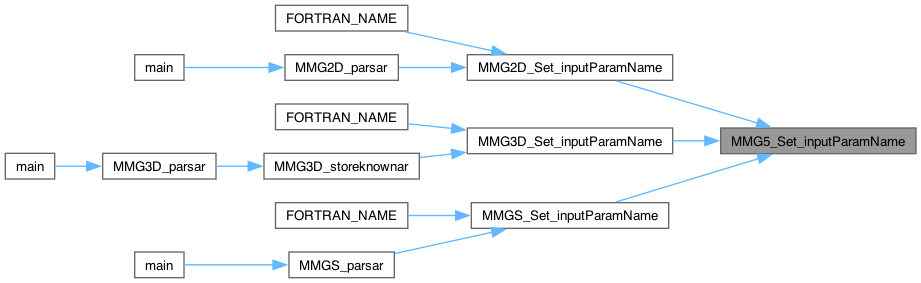 FORTRAN_NAME
main
MMG2D_parsar
MMG2D_Set_inputParamName
FORTRAN_NAME
MMG3D_Set_inputParamName
MMG5_Set_inputParamName
main
MMG3D_parsar
MMG3D_storeknownar
FORTRAN_NAME
MMGS_Set_inputParamName
main
MMGS_parsar